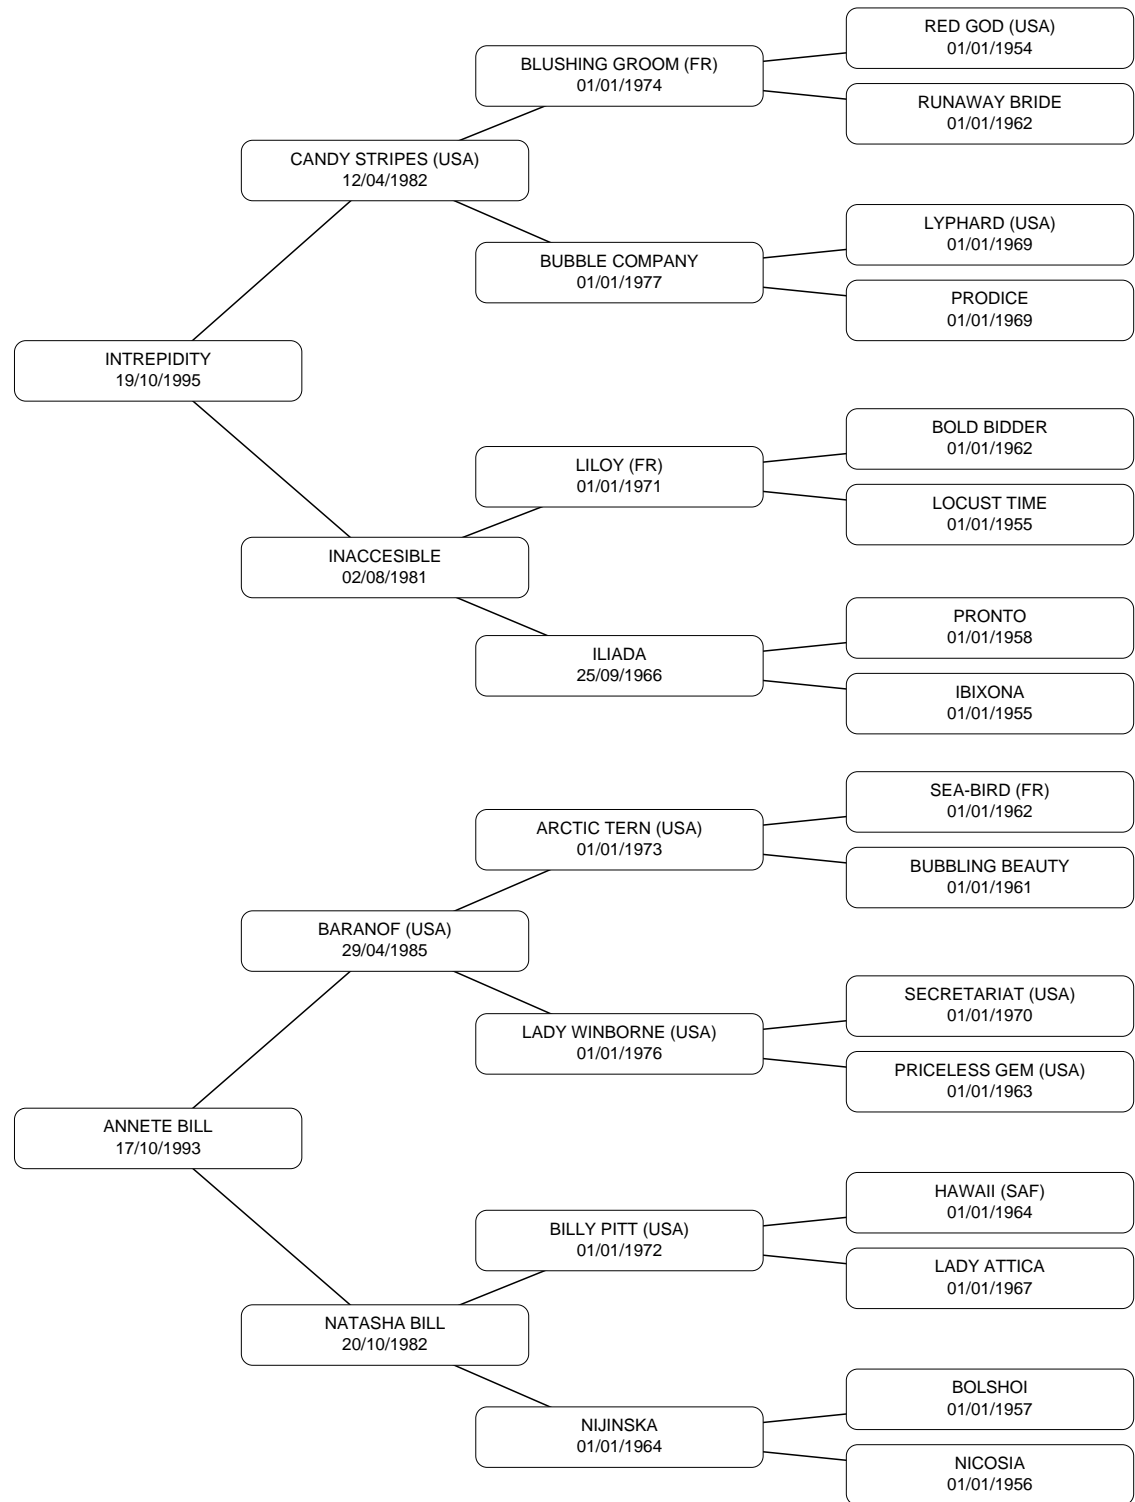 RED GOD (USA)
01/01/1954
BLUSHING GROOM (FR)
01/01/1974
RUNAWAY BRIDE
01/01/1962
CANDY STRIPES (USA)
12/04/1982
LYPHARD (USA)
01/01/1969
BUBBLE COMPANY
01/01/1977
PRODICE
01/01/1969
INTREPIDITY
19/10/1995
BOLD BIDDER
01/01/1962
LILOY (FR)
01/01/1971
LOCUST TIME
01/01/1955
INACCESIBLE
02/08/1981
PRONTO
01/01/1958
ILIADA
25/09/1966
IBIXONA
01/01/1955
SEA-BIRD (FR)
01/01/1962
ARCTIC TERN (USA)
01/01/1973
BUBBLING BEAUTY
01/01/1961
BARANOF (USA)
29/04/1985
SECRETARIAT (USA)
01/01/1970
LADY WINBORNE (USA)
01/01/1976
PRICELESS GEM (USA)
01/01/1963
ANNETE BILL
17/10/1993
HAWAII (SAF)
01/01/1964
BILLY PITT (USA)
01/01/1972
LADY ATTICA
01/01/1967
NATASHA BILL
20/10/1982
BOLSHOI
01/01/1957
NIJINSKA
01/01/1964
NICOSIA
01/01/1956